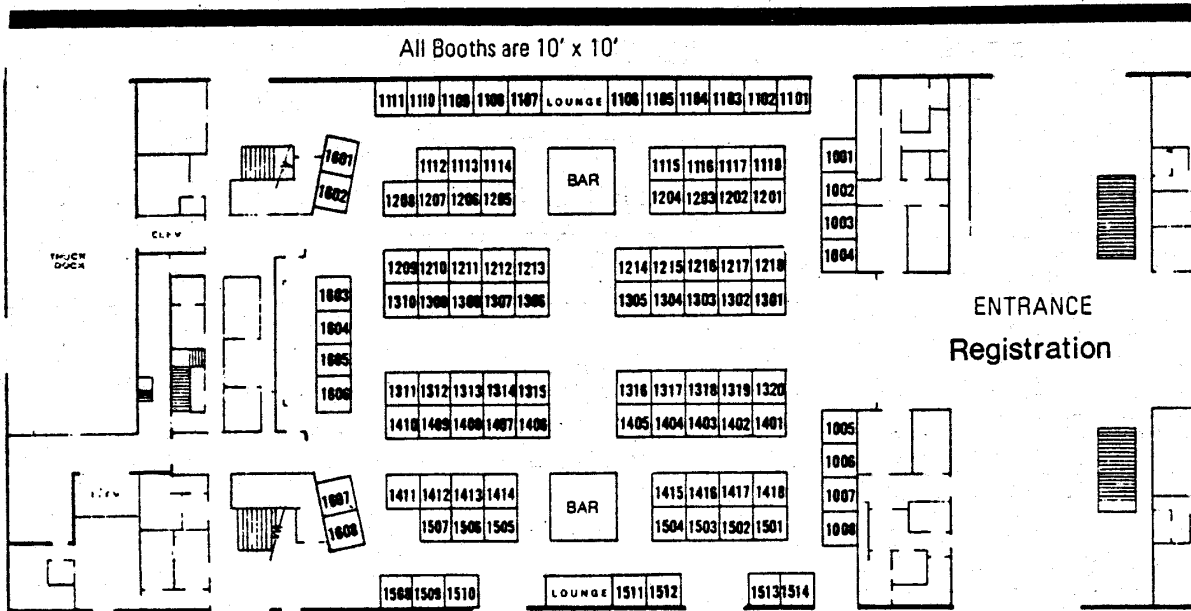 All Booths are 10' x 10'
1111 1110 1109 1108 1107 LOUNGE 1106 1105 1104 1103 1102 1101
1601
1602
1112 1113 1114
1208 1207 1206 1205
BAR
1115 1116 1117 1118
1204 1203 1202 1201
1001
1002
1003
1004
ELEV
TRUCK
DOCK
1209 1210 1211 1212 1213
1310 1309 1308 1307 1306
1214 1215 1216 1217 1218
1305 1304 1303 1302 1301
1603
1604
1605
1606
ENTRANCE
Registration
1311 1312 1313 1314 1315
1410 1409 1408 1407 1406
1316 1317 1318 1319 1320
1405 1404 1403 1402 1401
1005
1006
1007
1008
ELEV
1607
1608
1411 1412 1413 1414
1507 1506 1505
BAR
1415 1416 1417 1418
1504 1503 1502 1501
1508 1509 1510
LOUNGE 1511 1512
1513 1514